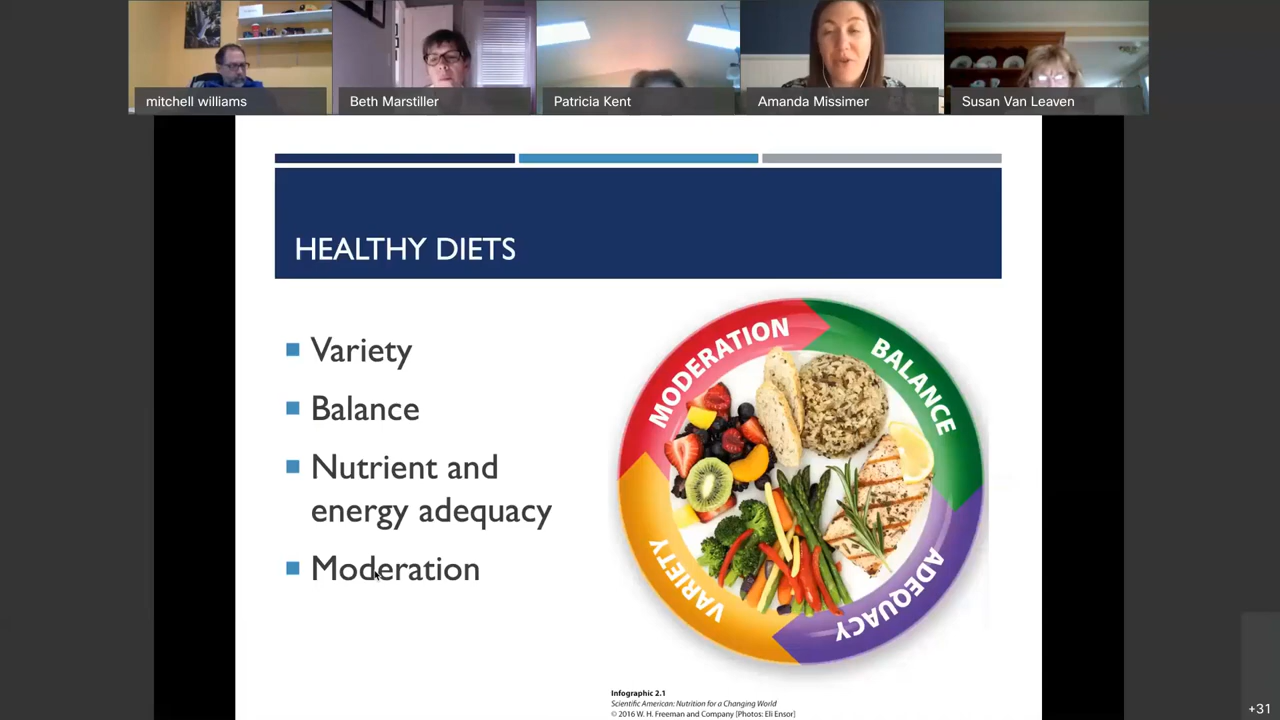 mitchell williams
Beth Marstiller
Patricia Kent
Amanda Missimer
Susan Van Leaven
HEALTHY DIETS
Variety
Balance
Nutrient and
energy adequacy
Moderation
MODERATION
BALANCE
VARIETY
ADEQUACY
Infographic 2.1
Scientific American: Nutrition for a Changing World
© 2016 W. H. Freeman and Company [Photos: Eli Ensor]
+31